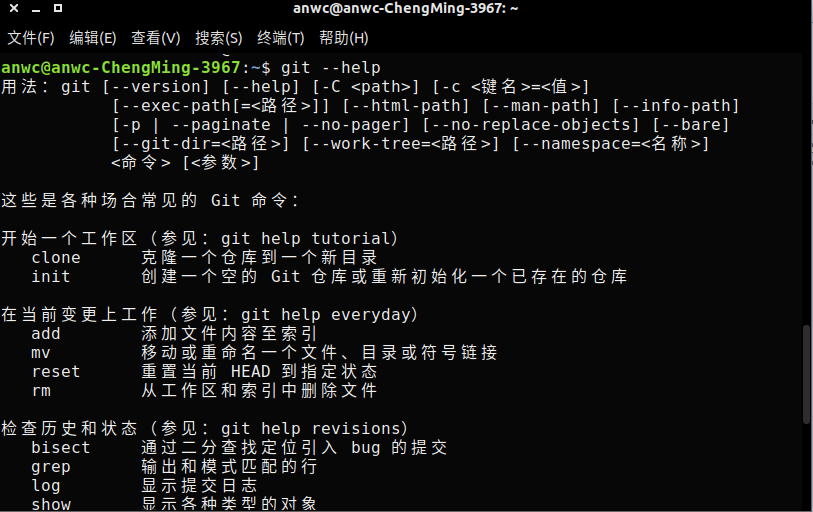 anwc@anwc-ChengMing-3967: ~
文件(F) 编辑(E) 查看(V) 搜索(S) 终端(T) 帮助(H)
anwc@anwc-ChengMing-3967:~$ git --help
用法：git [--version] [--help] [-C <path>] [-c <键名>=<值>]
[--exec-path[=<路径>]] [--html-path] [--man-path] [--info-path]
[-p | --paginate | --no-pager] [--no-replace-objects] [--bare]
[--git-dir=<路径>] [--work-tree=<路径>] [--namespace=<名称>]
<命令> [<参数>]
这些是各种场合常见的 Git 命令：
开始一个工作区（参见：git help tutorial）
clone 克隆一个仓库到一个新目录
init 创建一个空的 Git 仓库或重新初始化一个已存在的仓库
在当前变更上工作（参见：git help everyday）
add 添加文件内容至索引
mv 移动或重命名一个文件、目录或符号链接
reset 重置当前 HEAD 到指定状态
rm 从工作区和索引中删除文件
检查历史和状态（参见：git help revisions）
bisect 通过二分查找定位引入 bug 的提交
grep 输出和模式匹配的行
log 显示提交日志
show 显示各种类型的对象